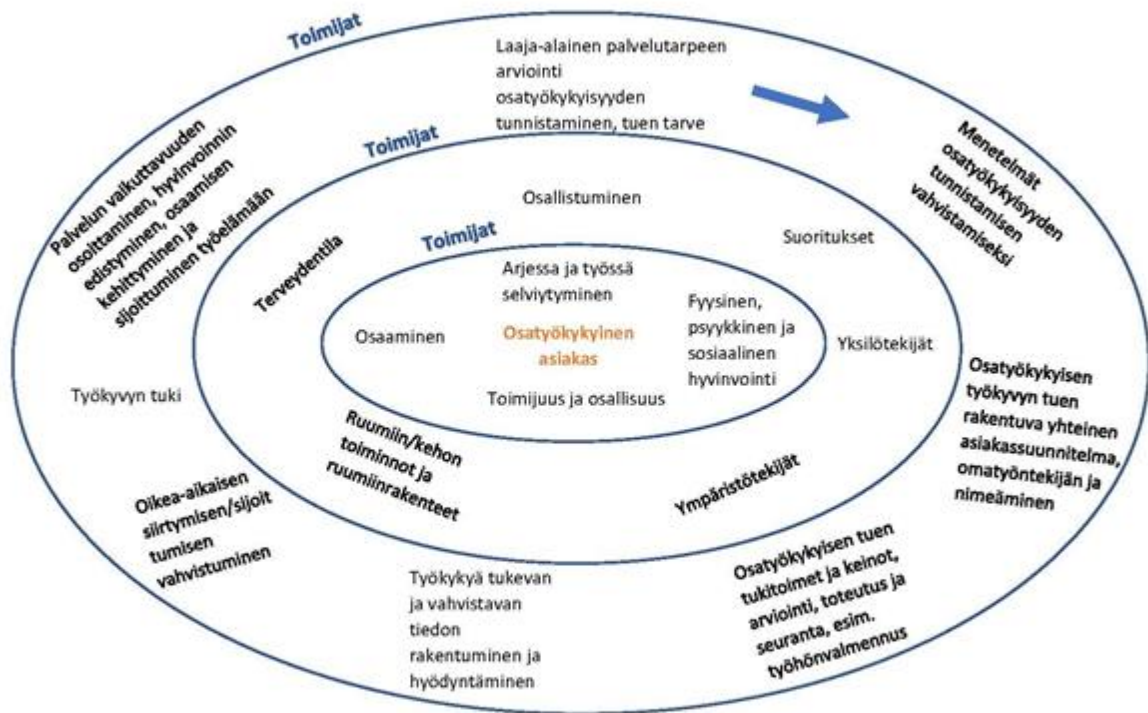 Toimijat
Laaja-alainen palvelutarpeen
arviointi
osatyökykyisyyden
tunnistaminen, tuen tarve
Menetelmät
osatyökykyisyyden
tunnistamisen
vahvistamiseksi
Osatyökykyisen
työkyvyn tuen
rakentuva yhteinen
asiakassuunnitelma,
omatyöntekijän ja
nimeäminen
Osatyökykyisen tuen
tukitoimet ja keinot,
arviointi, toteutus ja
seuranta, esim.
työhönvalmennus
Työkykyä tukevan
ja vahvistavan
tiedon
rakentuminen ja
hyödyntäminen
Oikea-aikaisen
siirtymisen/sijoit
tumisen
vahvistuminen
Työkyvyn tuki
Palvelun vaikuttavuuden
osoittaminen, hyvinvoinnin
edistyminen, osaamisen
kehittyminen ja
sijoittuminen työelämään
Toimijat
Osallistuminen
Suoritukset
Yksilötekijät
Ympäristötekijät
Ruumiin/kehon
toiminnot ja
ruumiinrakenteet
Terveydentila
Toimijat
Arjessa ja työssä
selviytyminen
Fyysinen,
psyykkinen ja
sosiaalinen
hyvinvointi
Toimijuus ja osallisuus
Osaaminen
Osatyökykyinen
asiakas